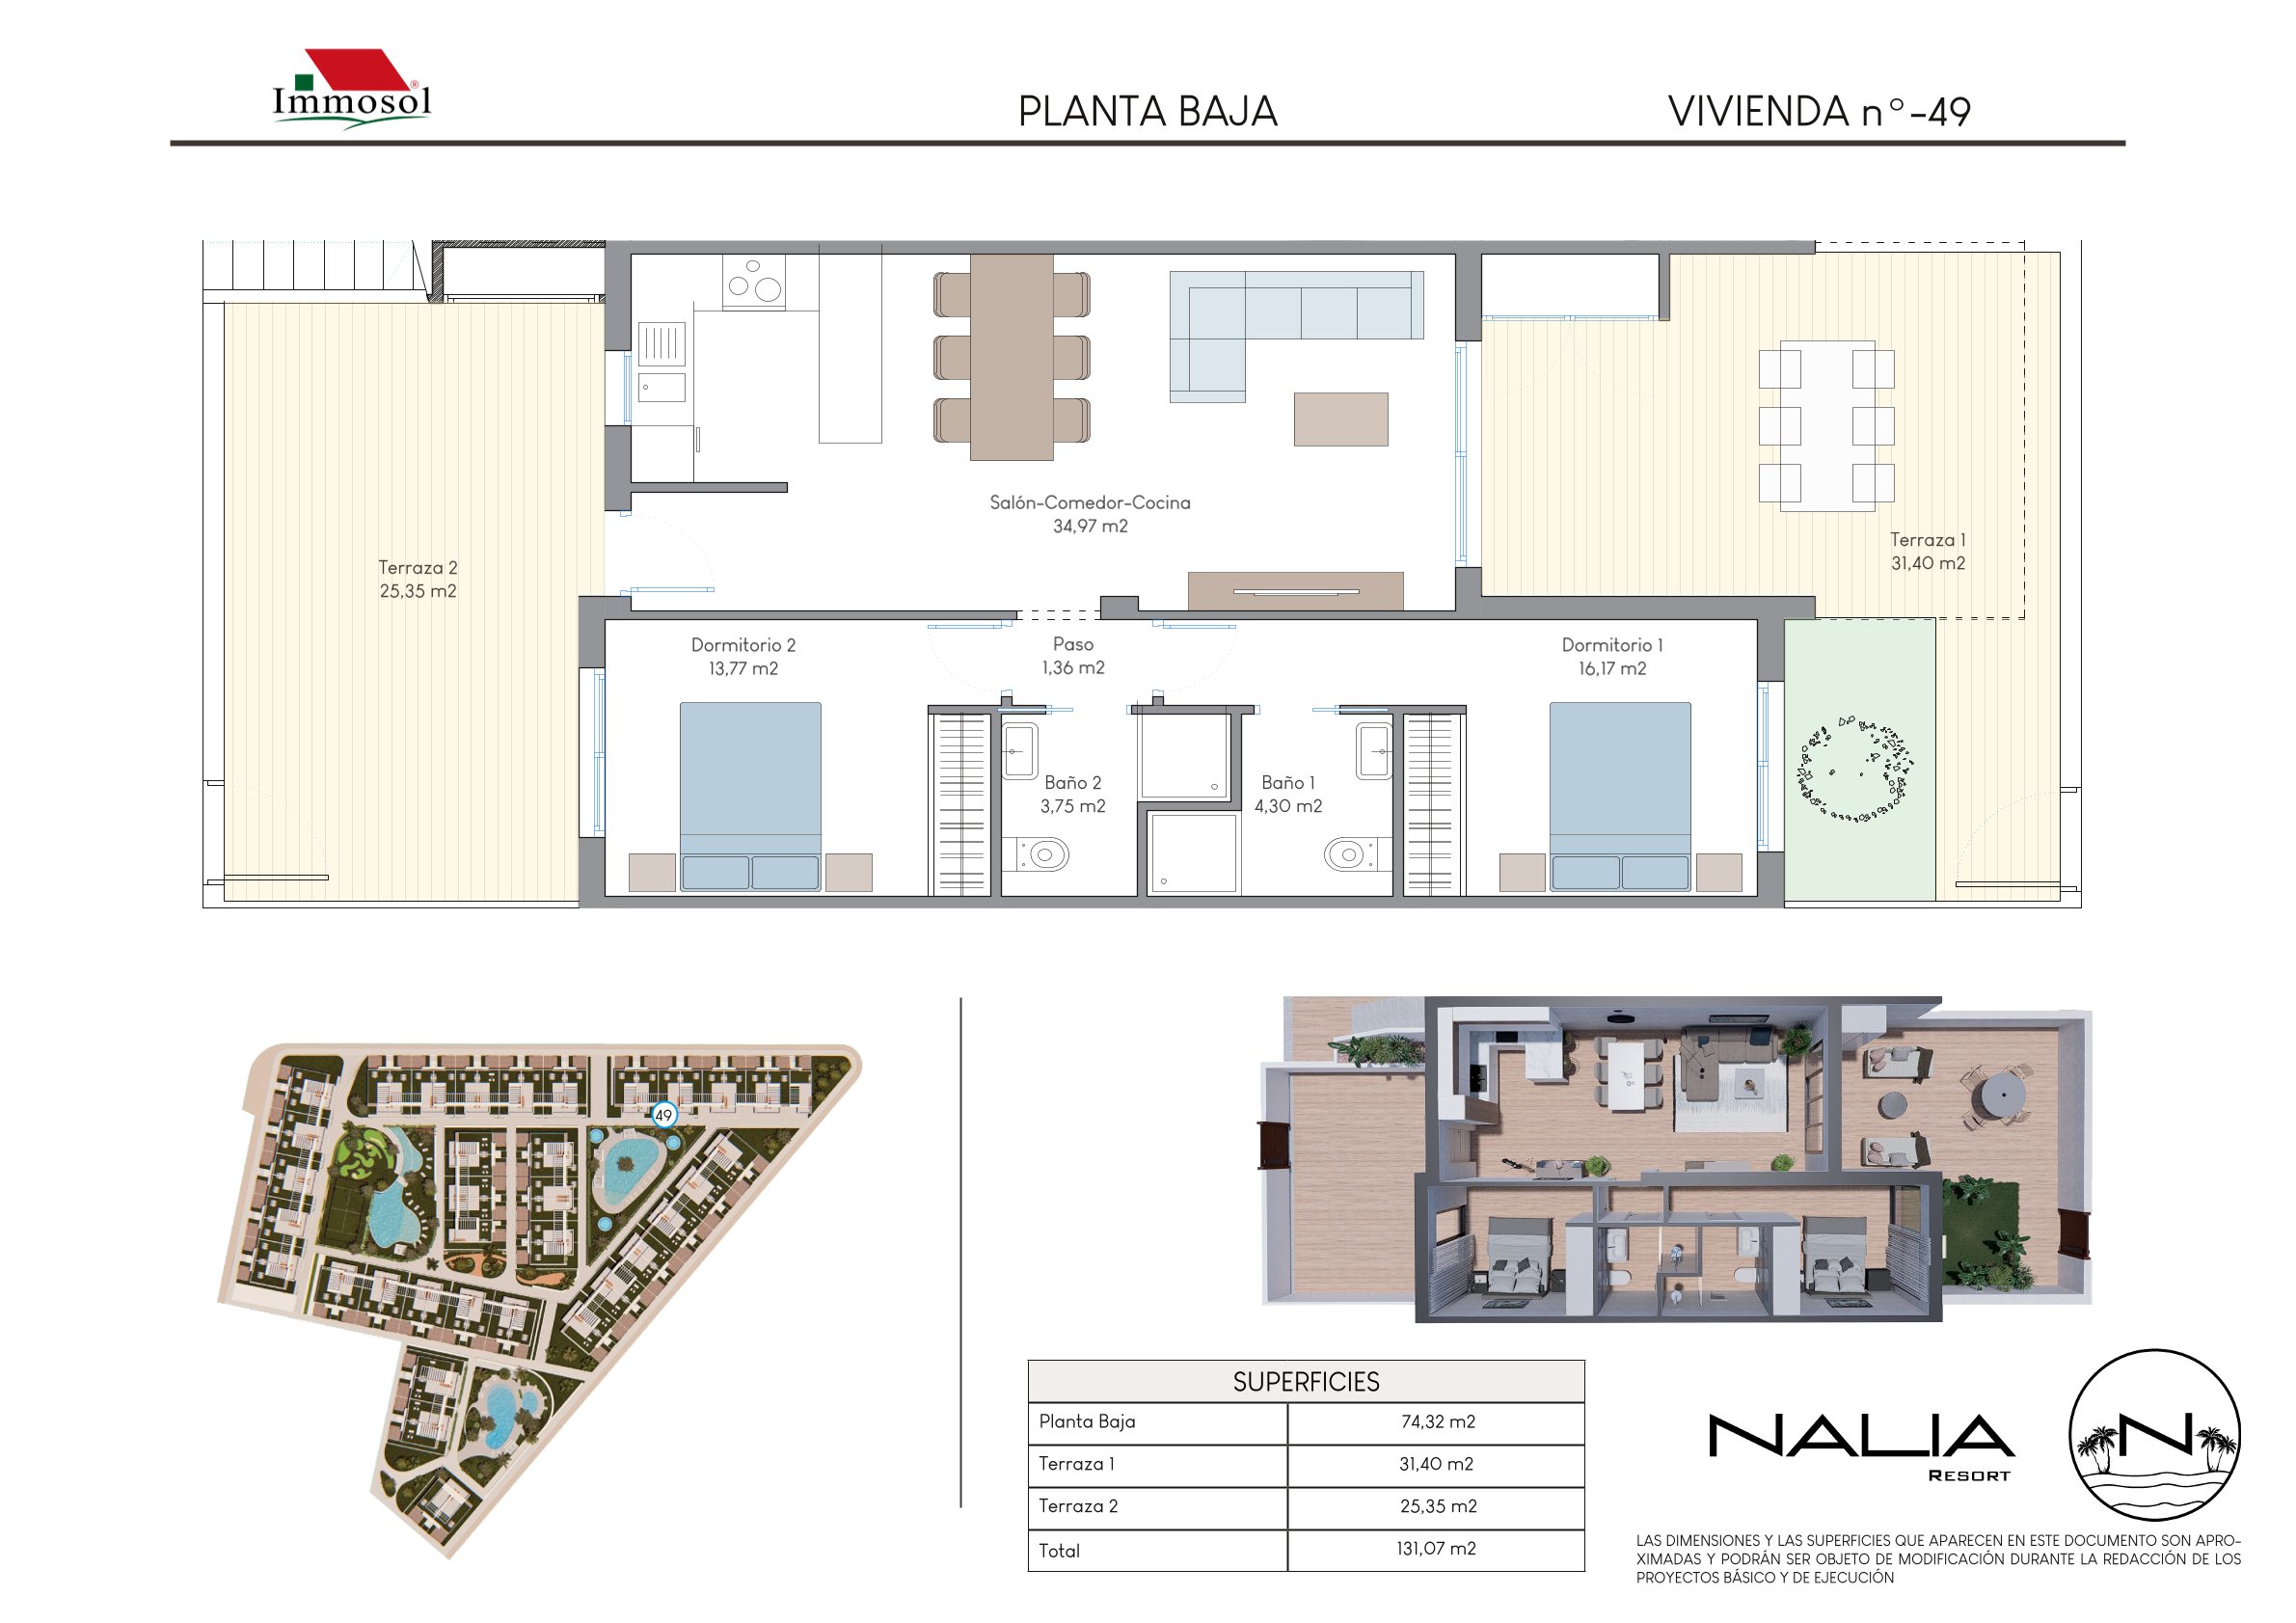 Immosol®
PLANTA BAJA
VIVIENDA nº-49
Salón-Comedor-Cocina
34,97 m2
Terraza 1
31,40 m2
Terraza 2
25,35 m2
Dormitorio 2
13,77 m2
Paso
1,36 m2
Dormitorio 1
16,17 m2
Baño 2
3,75 m2
Baño 1
4,30 m2
49
SUPERFICIES
Planta Baja 74,32 m2
Terraza 1 31,40 m2
Terraza 2 25,35 m2
Total 131,07 m2
NALIA
RESORT
N
LAS DIMENSIONES Y LAS SUPERFICIES QUE APARECEN EN ESTE DOCUMENTO SON APRO-
XIMADAS Y PODRÁN SER OBJETO DE MODIFICACIÓN DURANTE LA REDACCIÓN DE LOS
PROYECTOS BÁSICO Y DE EJECUCIÓN